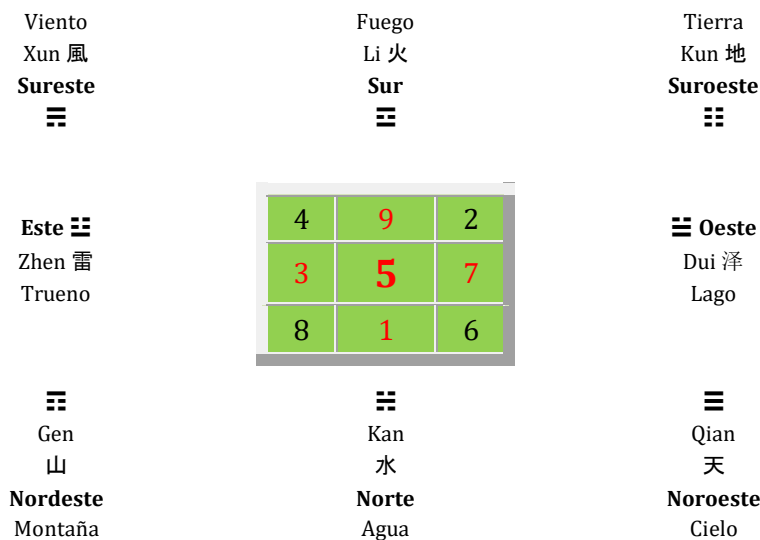 Viento Fuego Tierra
Xun 風 Li 火 Kun 地
Sureste Sur Suroeste
☴ ☲ ☷
4 9 2
Este ☳ ☱ Oeste
Zhen 雷 3 5 7 Dui 泽
Trueno Lago
8 1 6
☶ ☵ ☰
Gen Kan Qian
山 水 天
Nordeste Norte Noroeste
Montaña Agua Cielo